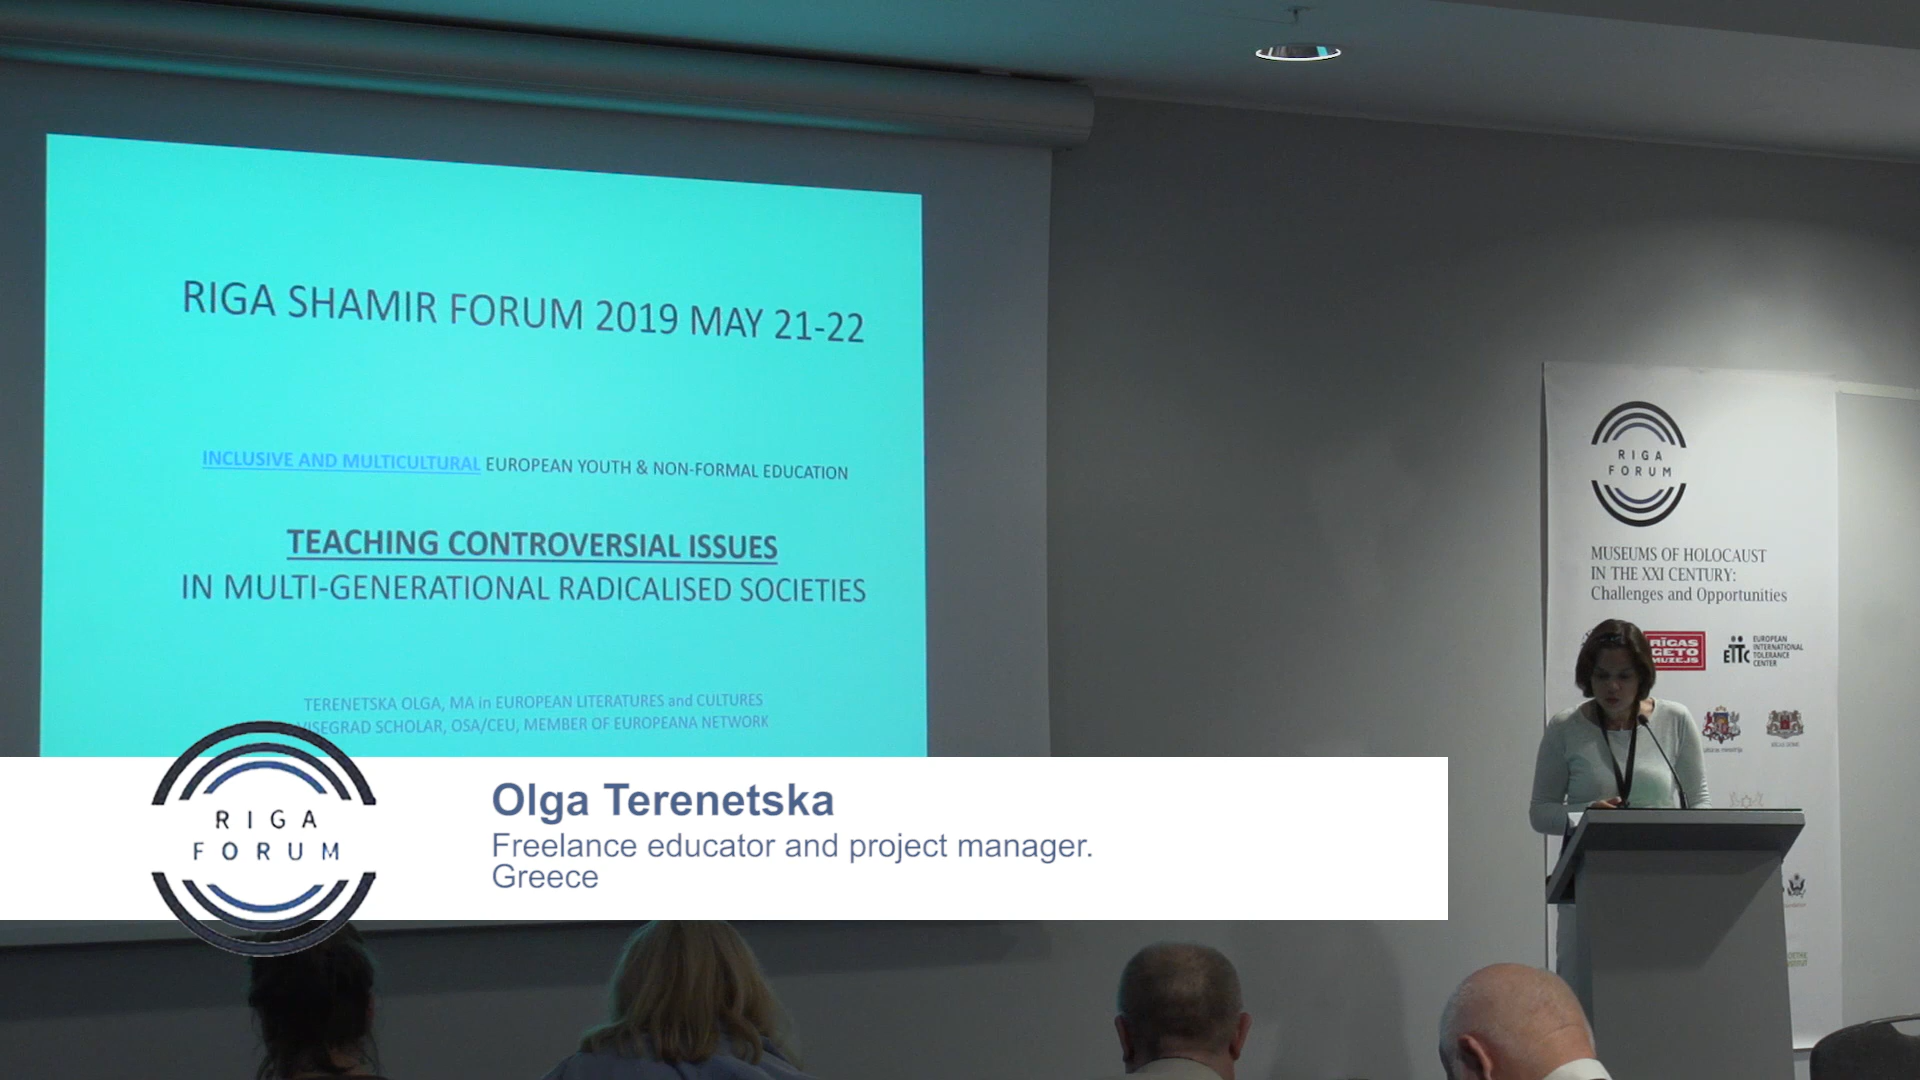 RIGA SHAMIR FORUM 2019 MAY 21-22
INCLUSIVE AND MULTICULTURAL EUROPEAN YOUTH & NON-FORMAL EDUCATION
TEACHING CONTROVERSIAL ISSUES
IN MULTI-GENERATIONAL RADICALISED SOCIETIES
TERENETSKA OLGA, MA in EUROPEAN LITERATURES and CULTURES
VISEGRAD SCHOLAR, OSA/CEU, MEMBER OF EUROPEANA NETWORK
RIGA
FORUM
Olga Terenetska
Freelance educator and project manager.
Greece
RIGA
FORUM
MUSEUMS OF HOLOCAUST
IN THE XXI CENTURY:
Challenges and Opportunities
RĪGAS
GETO
MUZEJS
EITC
EUROPEAN
INTERNATIONAL
TOLERANCE
CENTER